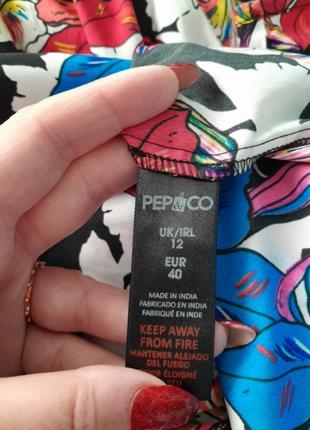 PEP&CO
UK/IRL
12
EUR
40
MADE IN INDIA
FABRICADO EN INDIA
FABRIQUÉ EN INDE
KEEP AWAY
FROM FIRE
MANTENER ALEJADO
DEL FUEGO
ÉLOIGNÉ